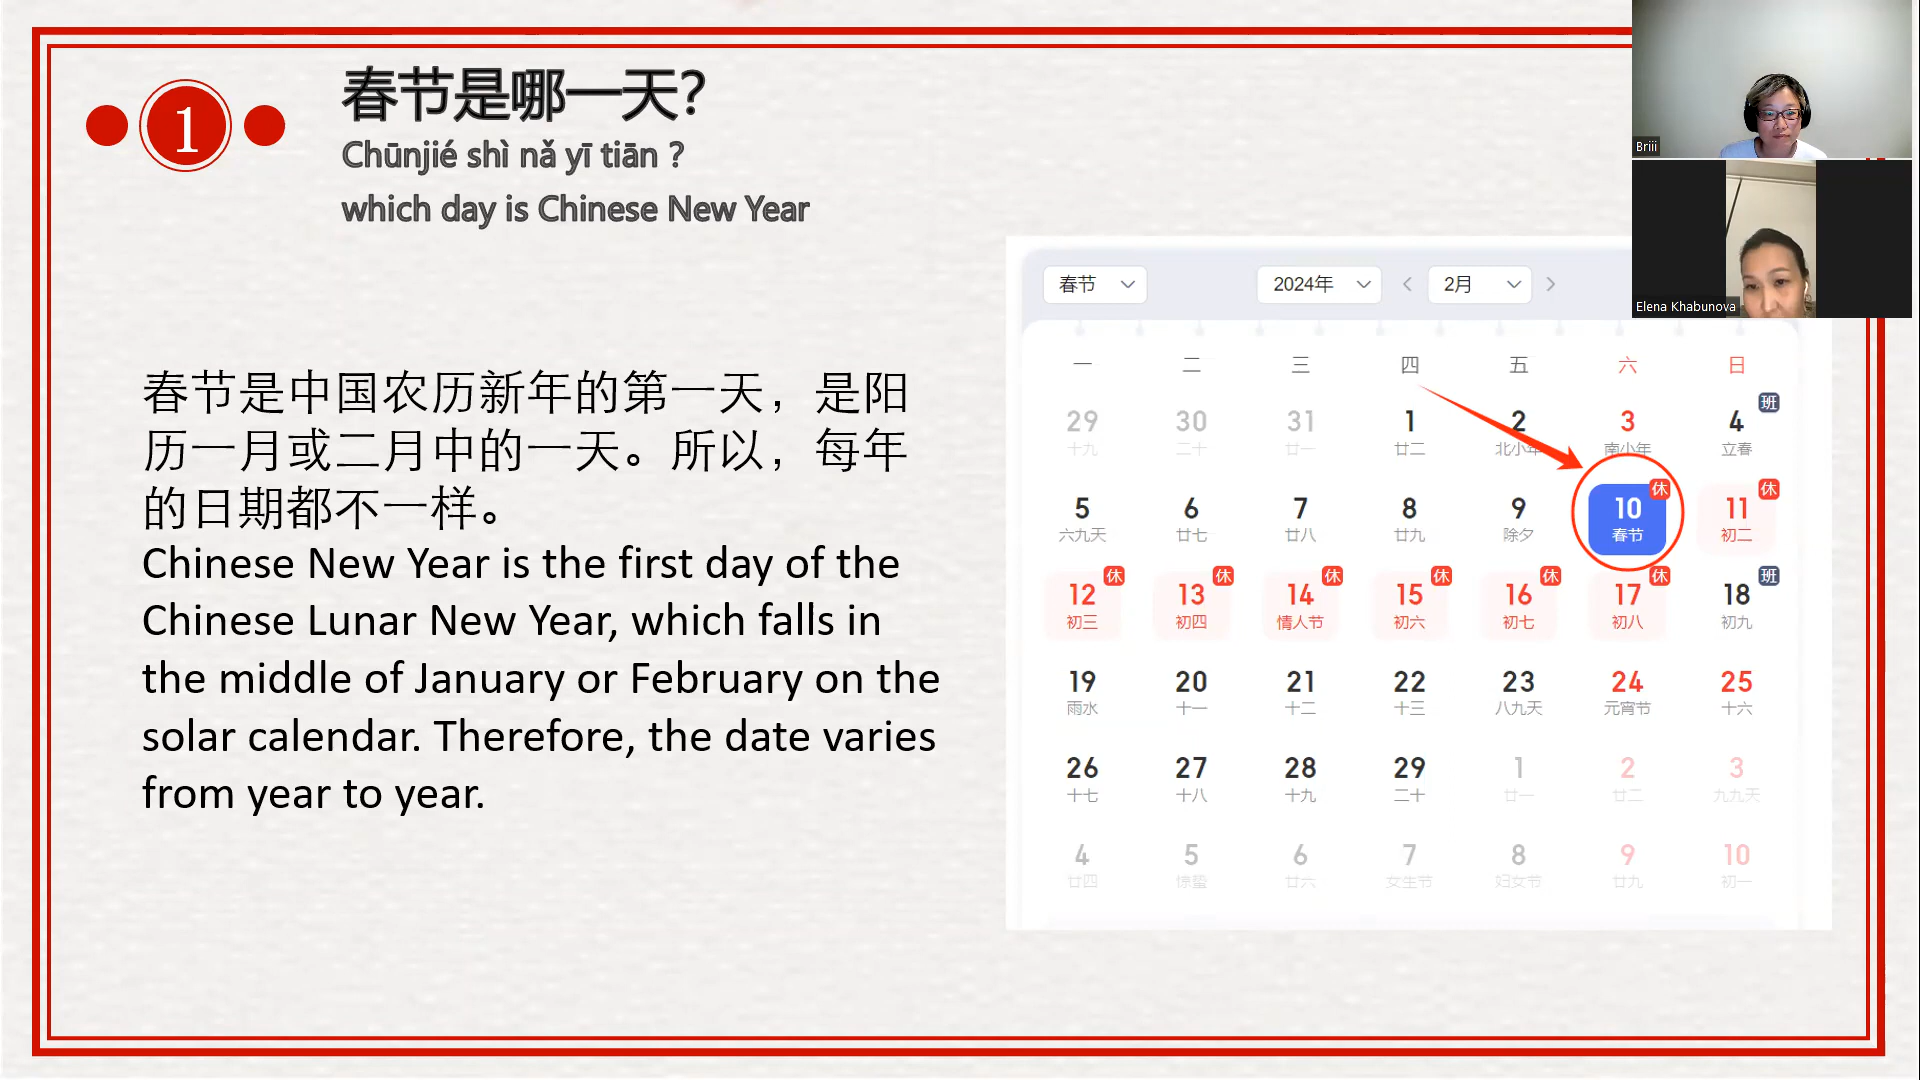 1
春节是哪一天?
Chūnjié shì nǎ yī tiān ?
which day is Chinese New Year
春节是中国农历新年的第一天，是阳
历一月或二月中的一天。所以，每年
的日期都不一样。
Chinese New Year is the first day of the
Chinese Lunar New Year, which falls in
the middle of January or February on the
solar calendar. Therefore, the date varies
from year to year.
Briii
Elena Khabunova
春节 2024年 2月
一 二 三 四 五 六 日
班
29 30 31 1 2 3 4
十九 二十 廿一 廿二 北小年 南小年 立春
休 休
5 6 7 8 9 10 11
六九天 廿七 廿八 廿九 除夕 春节 初二
休 休 休 休 休 休 班
12 13 14 15 16 17 18
初三 初四 情人节 初六 初七 初八 初九
19 20 21 22 23 24 25
雨水 十一 十二 十三 八九天 元宵节 十六
26 27 28 29 1 2 3
十七 十八 十九 二十 廿一 廿二 九九天
4 5 6 7 8 9 10
廿四 惊蛰 廿六 女生节 妇女节 廿九 初一